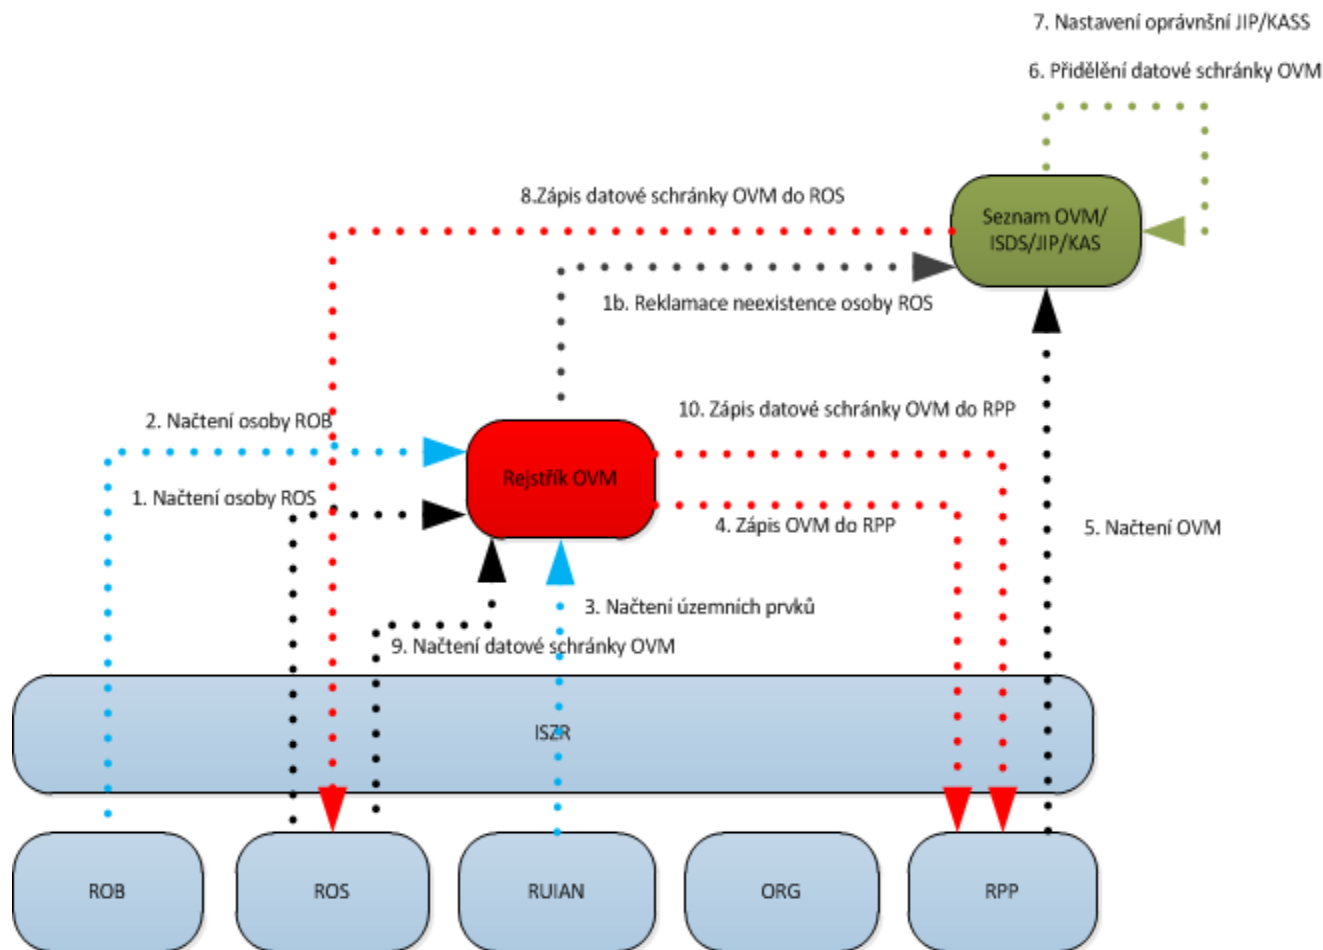 7. Nastavení oprávnšní JIP/KASS
6. Přidělění datové schránky OVM
8.Zápis datové schránky OVM do ROS
Seznam OVM/
ISDS/JIP/KAS
1b. Reklamace neexistence osoby ROS
2. Načtení osoby ROB
10. Zápis datové schránky OVM do RPP
Rejstřík OVM
1. Načtení osoby ROS
4. Zápis OVM do RPP
5. Načtení OVM
3. Načtení územních prvků
9. Načtení datové schránky OVM
ISZR
ROB
ROS
RUIAN
ORG
RPP